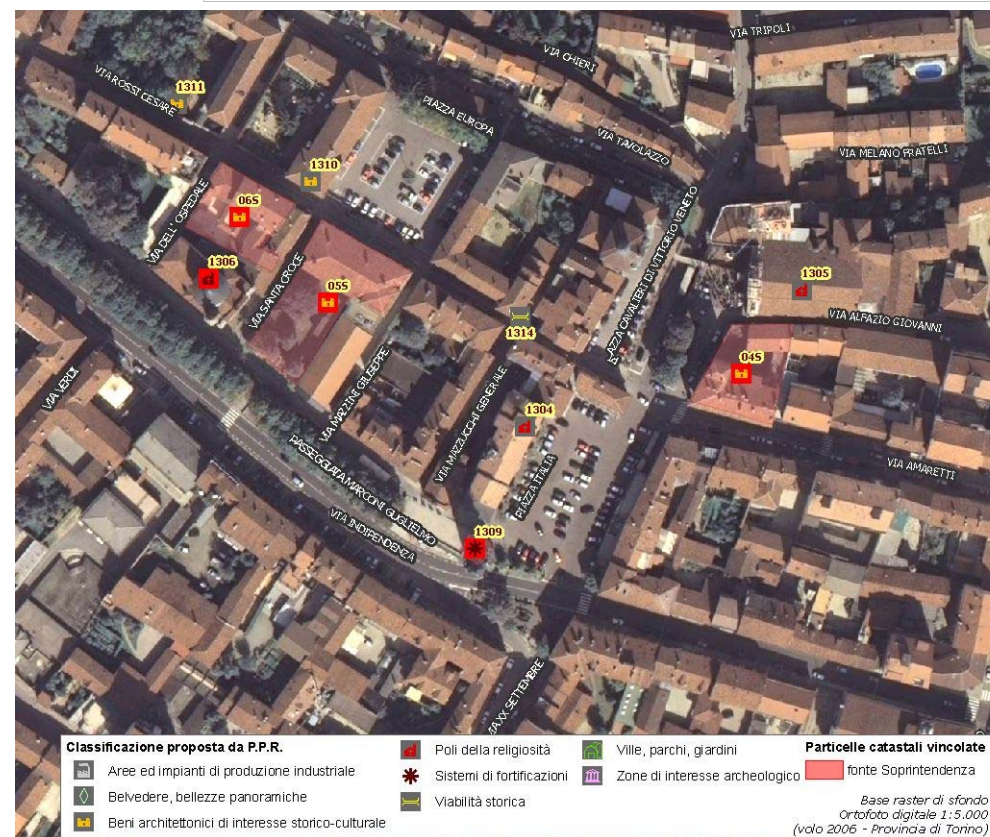 VIA TRIPOLI
VIA CHIERI
VIA ROSSI CESARE
1311
PIAZZA EUROPA
VIA TAVOLAZZO
VIA MELANO FRATELLI
1310
VIA DELL' OSPEDALE
06S
1306
VIA SANTA CROCE
05S
PIAZZA CAVALIERI DI VITTORIO VENETO
1305
VIA ALFAZIO GIOVANNI
1314
04S
VIA VERDI
VIA MAZZINI GIUSEPPE
VIA MAZZUCCHI GENERALE
1304
PIAZZA ITALIA
VIA AMARETTI
PASSEGGIATA MARCONI GUGLIELMO
VIA INDIPENDENZA
1309
VIA XX SETTEMBRE
Classificazione proposta da P.P.R.
Aree ed impianti di produzione industriale
Belvedere, bellezze panoramiche
Beni architettonici di interesse storico-culturale
Poli della religiosità
Sistemi di fortificazioni
Viabilità storica
Ville, parchi, giardini
Zone di interesse archeologico
Particelle catastali vincolate
fonte Soprintendenza
Base raster di sfondo
Ortofoto digitale 1:5.000
(volo 2006 - Provincia di Torino)